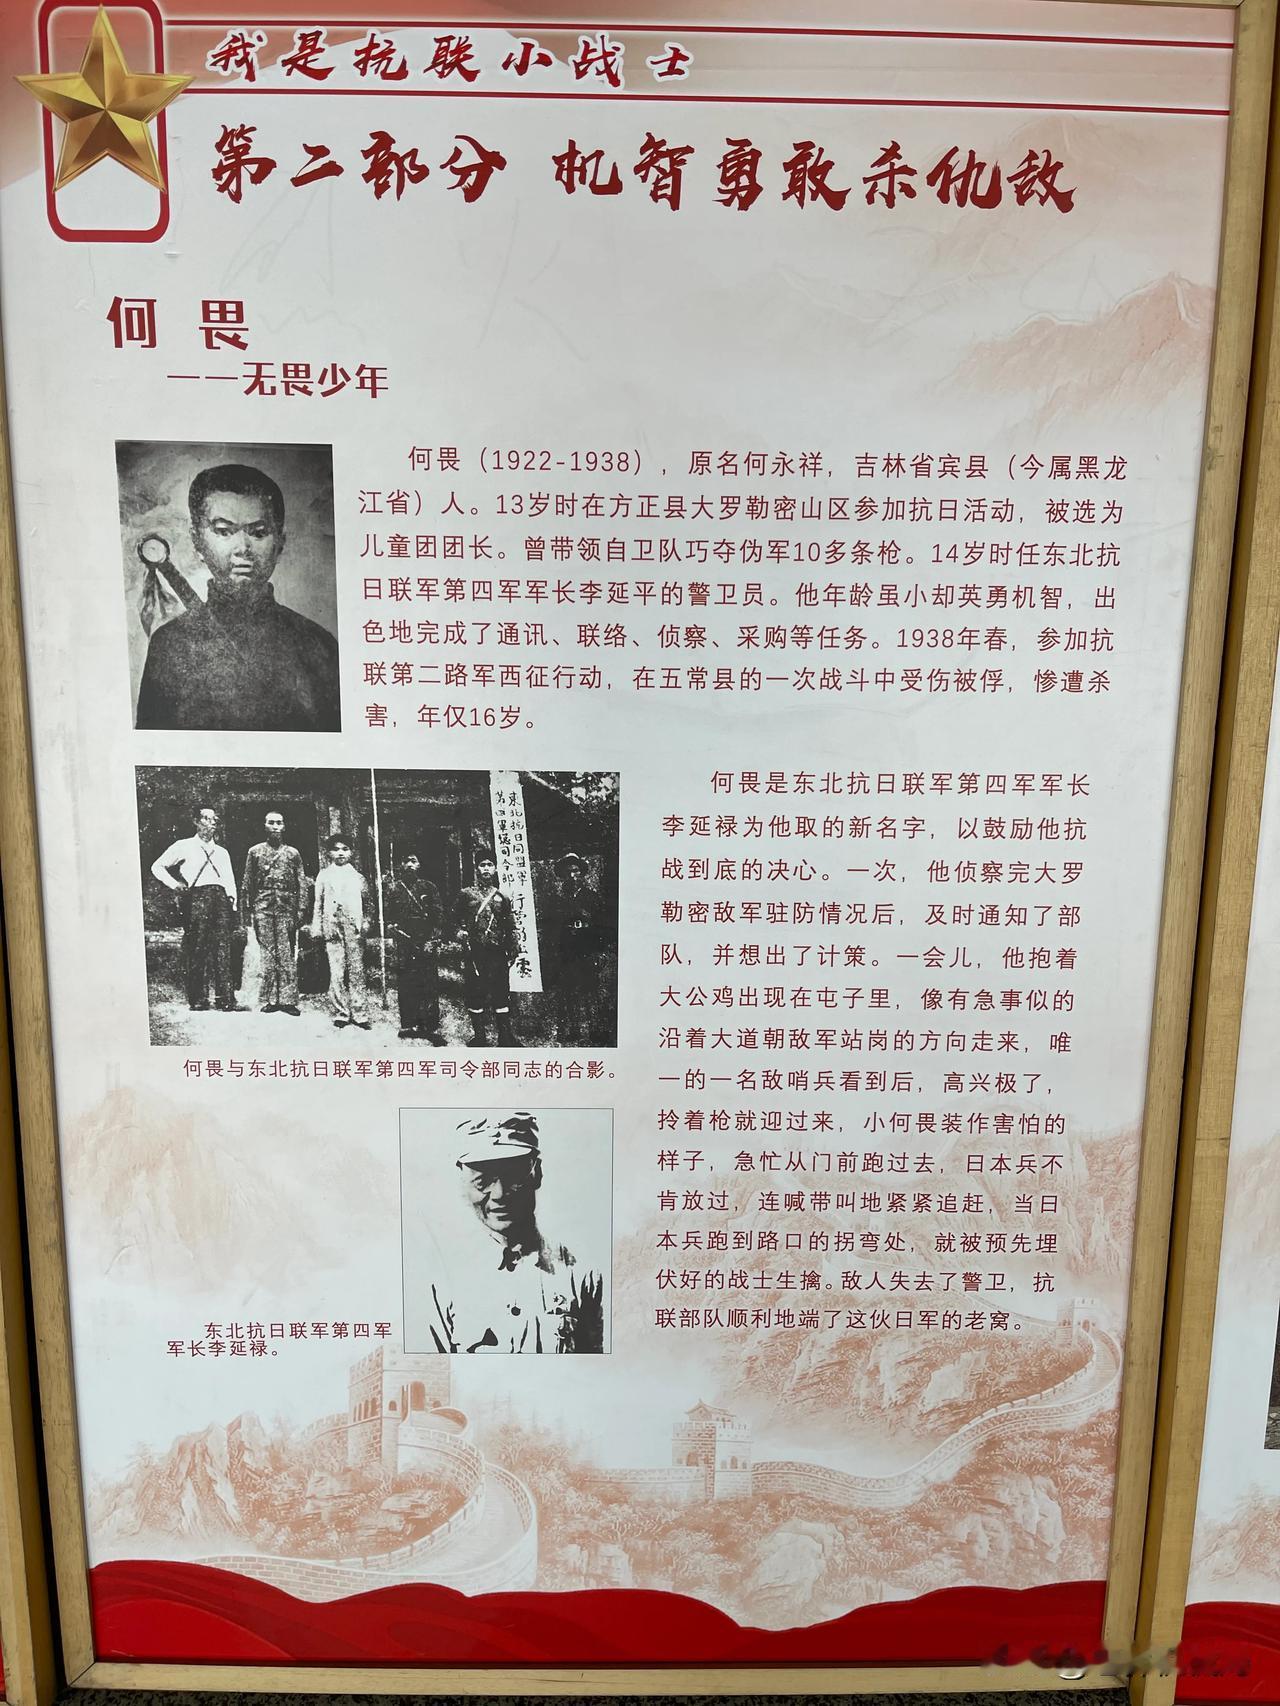 我是抗联小战士
第二部分 机智勇敢杀仇敌
何畏
——无畏少年
何畏（1922-1938），原名何永祥，吉林省宾县（今属黑龙
江省）人。13岁时在方正县大罗勒密山区参加抗日活动，被选为
儿童团团长。曾带领自卫队巧夺伪军10多条枪。14岁时任东北抗
日联军第四军军长李延平的警卫员。他年龄虽小却英勇机智，出
色地完成了通讯、联络、侦察、采购等任务。1938年春，参加抗
联第二路军西征行动，在五常县的一次战斗中受伤被俘，惨遭杀
害，年仅16岁。
東北抗日同盟軍
第四軍總司令部
行營
何畏与东北抗日联军第四军司令部同志的合影。
何畏是东北抗日联军第四军军长
李延禄为他取的新名字，以鼓励他抗
战到底的决心。一次，他侦察完大罗
勒密敌军驻防情况后，及时通知了部
队，并想出了计策。一会儿，他抱着
大公鸡出现在屯子里，像有急事似的
沿着大道朝敌军站岗的方向走来，唯
一的一名敌哨兵看到后，高兴极了，
拎着枪就迎过来，小何畏装作害怕的
样子，急忙从门前跑过去，日本兵不
肯放过，连喊带叫地紧紧追赶，当日
本兵跑到路口的拐弯处，就被预先埋
伏好的战士生擒。敌人失去了警卫，抗
联部队顺利地端了这伙日军的老窝。
东北抗日联军第四军
军长李延禄。